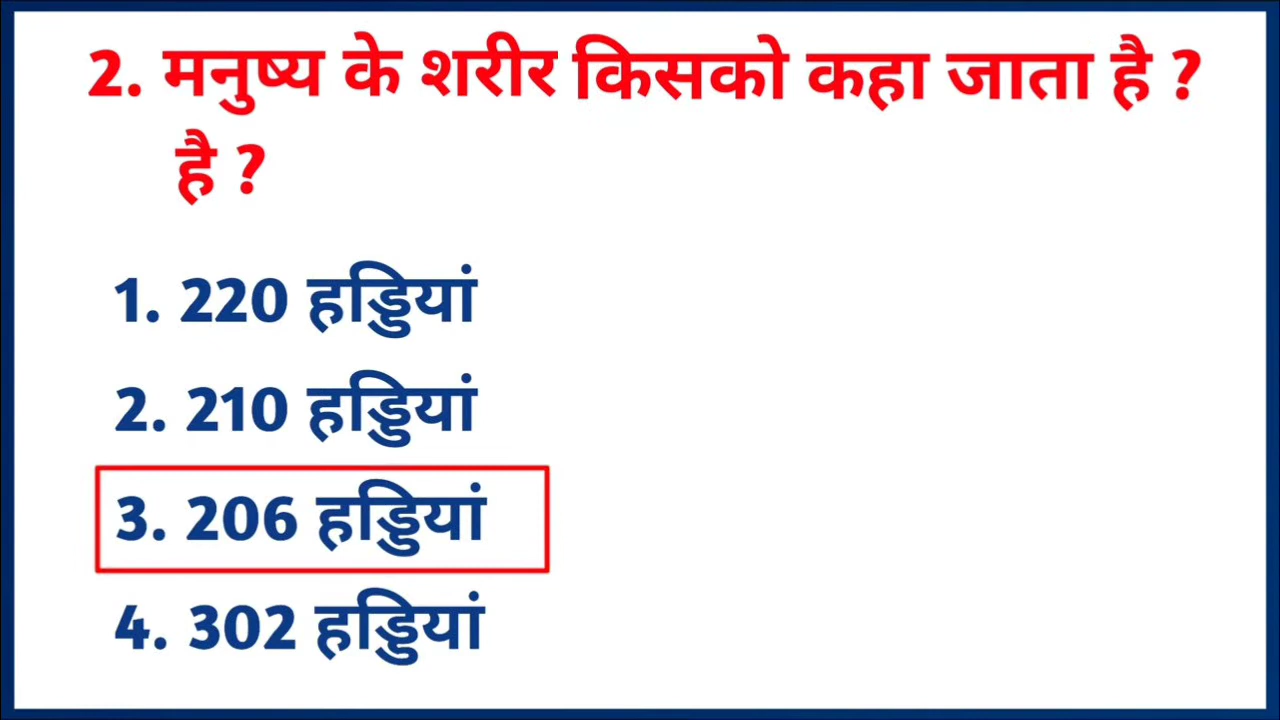 2. मनुष्य के शरीर किसको कहा जाता है ?
है ?
1. 220 हड्डियां
2. 210 हड्डियां
3. 206 हड्डियां
4. 302 हड्डियां